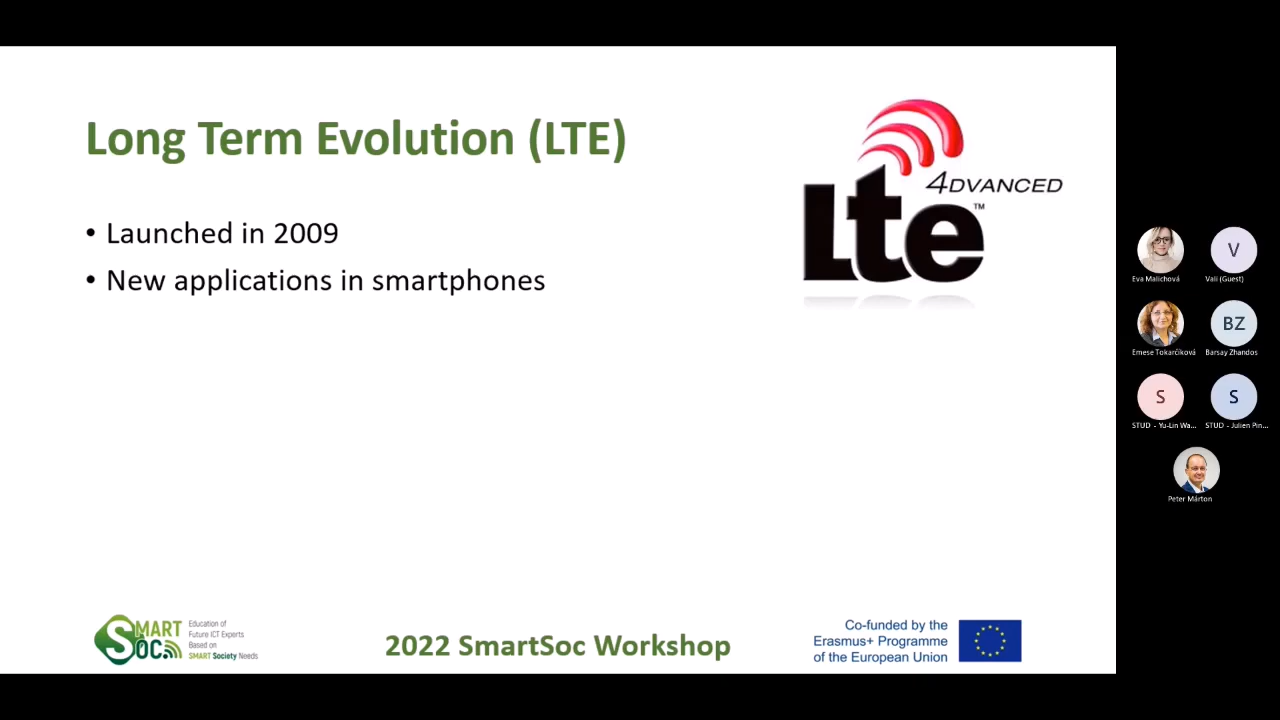 Long Term Evolution (LTE)
• Launched in 2009
• New applications in smartphones
4DVANCED
Lte™
SMART SOC
Education of
Future ICT Experts
Based on
SMART Society Needs
2022 SmartSoc Workshop
Co-funded by the
Erasmus+ Programme
of the European Union
V
Eva Malichová
Vali (Guest)
BZ
Emese Tokarčíková
Barsay Zhandos
S
S
STUD - Yu-Lin Wa...
STUD - Julien Pin...
Peter Márton